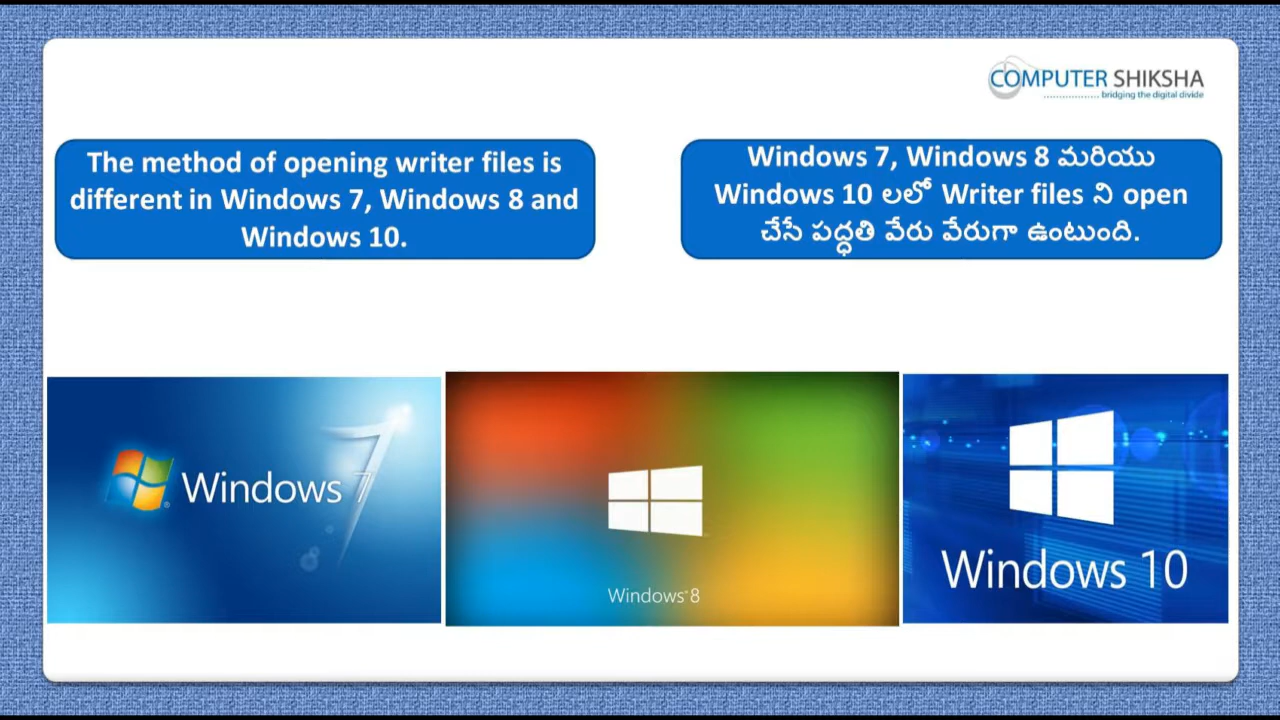 COMPUTER SHIKSHA
bridging the digital divide
The method of opening writer files is
different in Windows 7, Windows 8 and
Windows 10.
Windows 7, Windows 8 మరియు
Windows 10 లలో Writer files ని open
చేసే పద్ధతి వేరు వేరుగా ఉంటుంది.
Windows 7
Windows 8
Windows 10